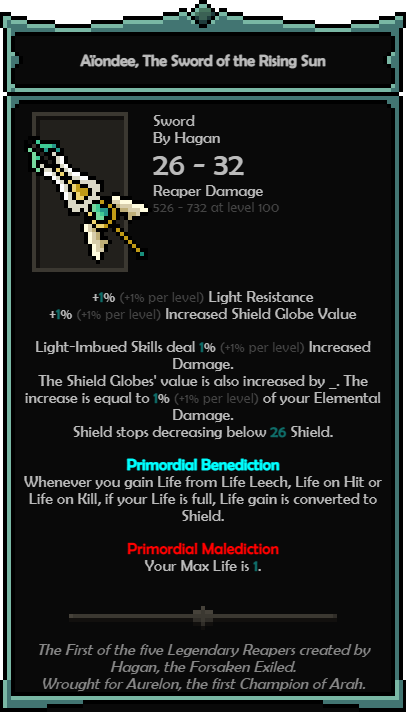 Aïondee, The Sword of the Rising Sun
Sword
By Hagan
26 - 32
Reaper Damage
526 - 732 at level 100
+1% (+1% per level) Light Resistance
+1% (+1% per level) Increased Shield Globe Value
Light-Imbued Skills deal 1% (+1% per level) Increased
Damage.
The Shield Globes' value is also increased by _. The
increase is equal to 1% (+1% per level) of your Elemental
Damage.
Shield stops decreasing below 26 Shield.
Primordial Benediction
Whenever you gain Life from Life Leech, Life on Hit or
Life on Kill, if your Life is full, Life gain is converted to
Shield.
Primordial Malediction
Your Max Life is 1.
The First of the five Legendary Reapers created by
Hagan, the Forsaken Exiled.
Wrought for Aurelon, the first Champion of Arah.